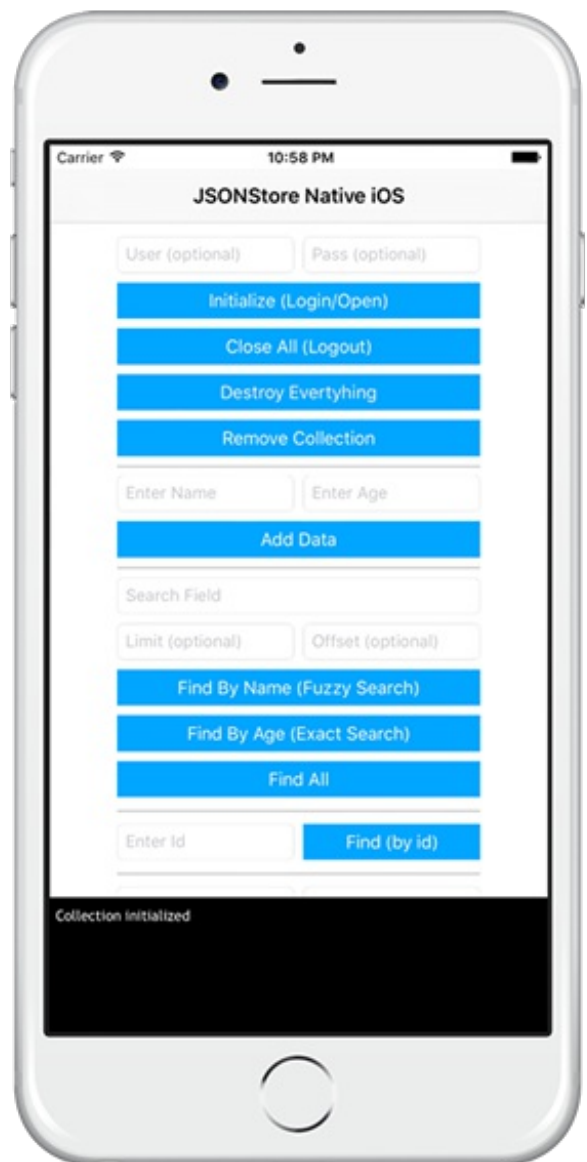 Carrier 10:58 PM
JSONStore Native iOS
User (optional) Pass (optional)
Initialize (Login/Open)
Close All (Logout)
Destroy Evertyhing
Remove Collection
Enter Name Enter Age
Add Data
Search Field
Limit (optional) Offset (optional)
Find By Name (Fuzzy Search)
Find By Age (Exact Search)
Find All
Enter Id Find (by id)
Collection initialized